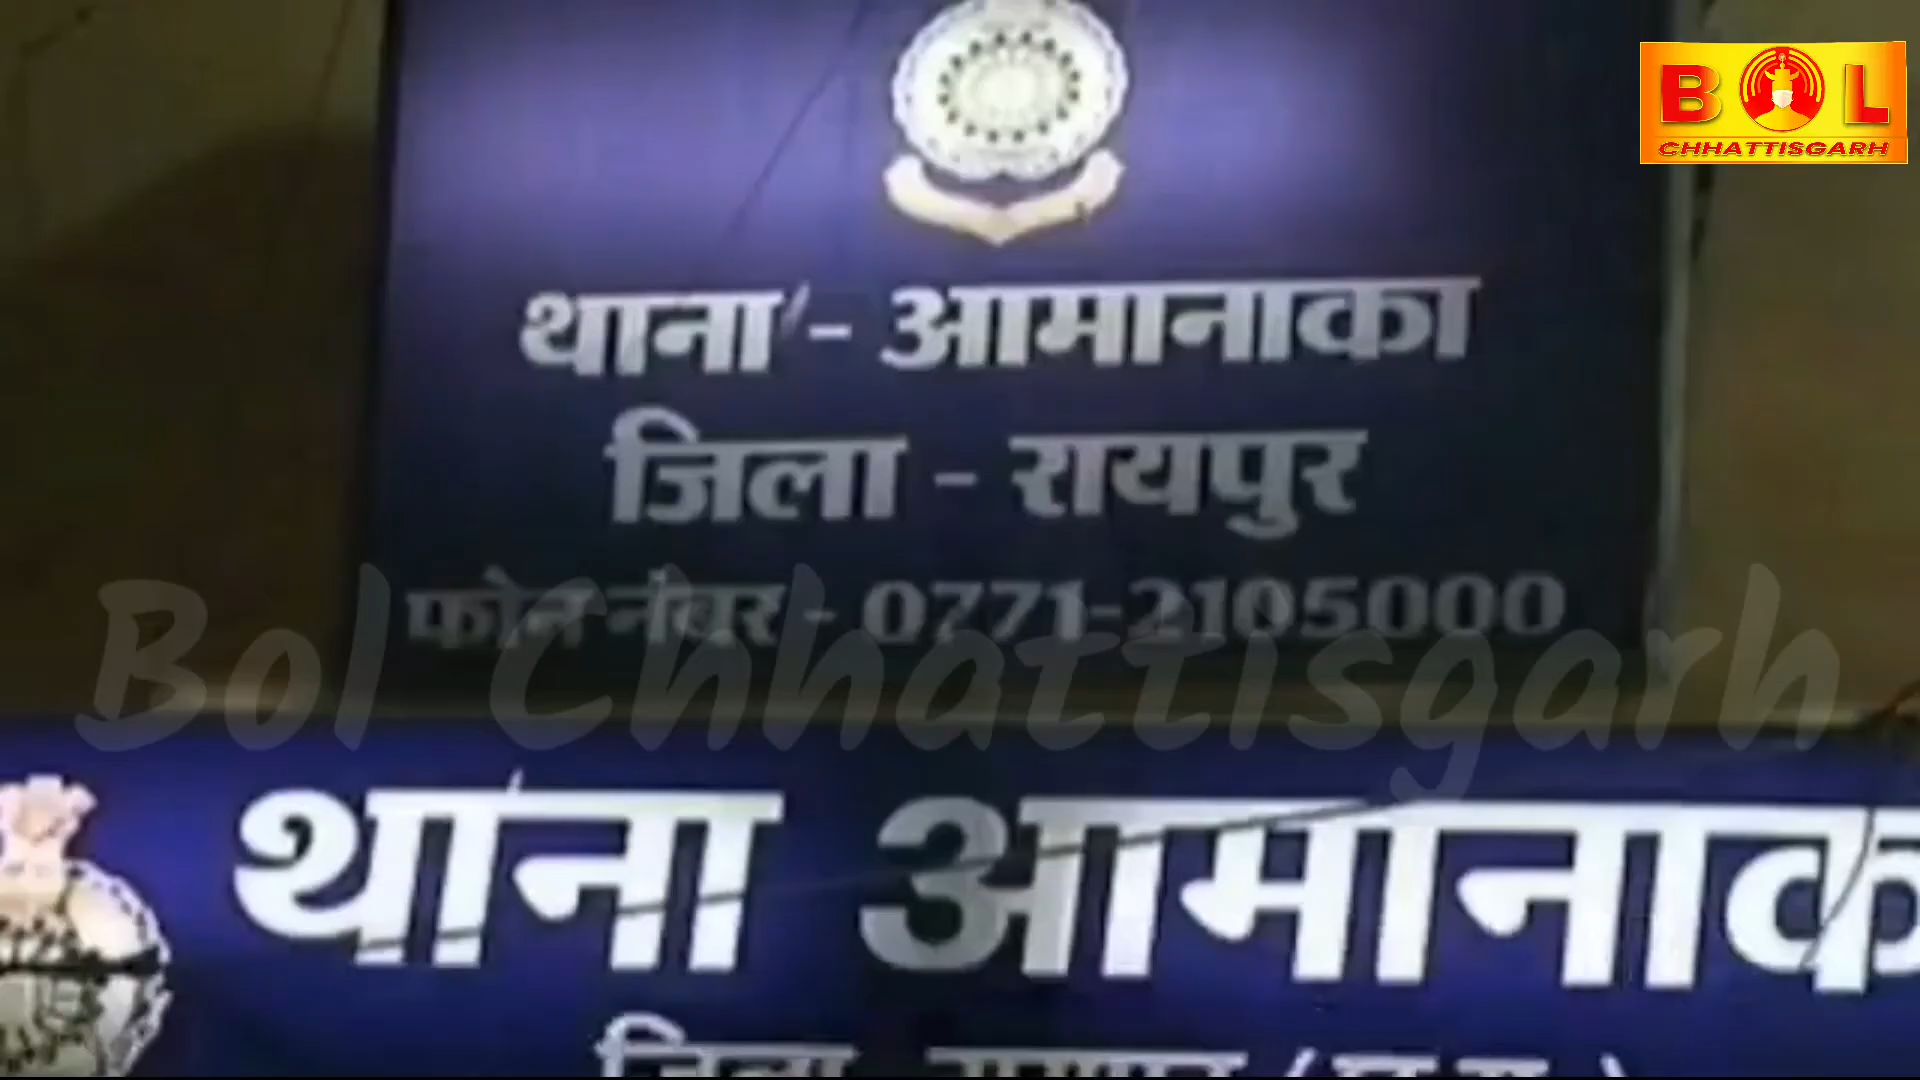 BOL
CHHATTISGARH
थाना - आमानाका
जिला - रायपुर
फोन नंबर - 0771-2105000
Bol Chhattisgarh
थाना आमानाका
जिला